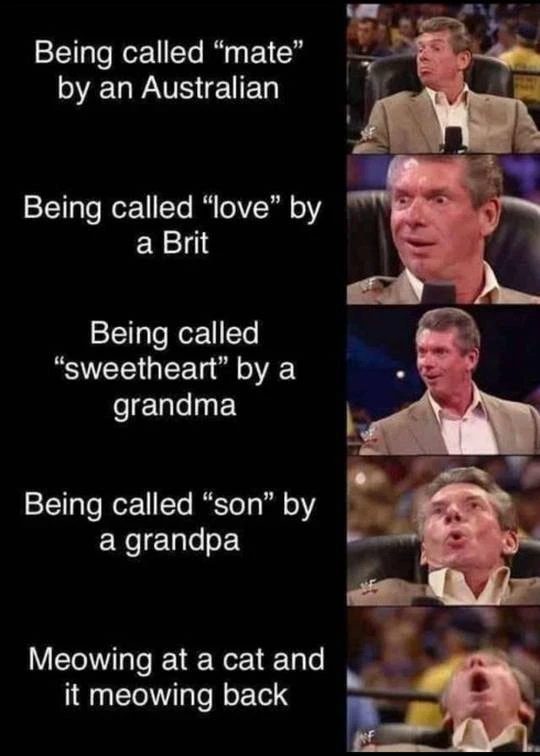 Being called “mate”
by an Australian
Being called “love” by
a Brit
Being called
“sweetheart” by a
grandma
Being called “son” by
a grandpa
Meowing at a cat and
it meowing back